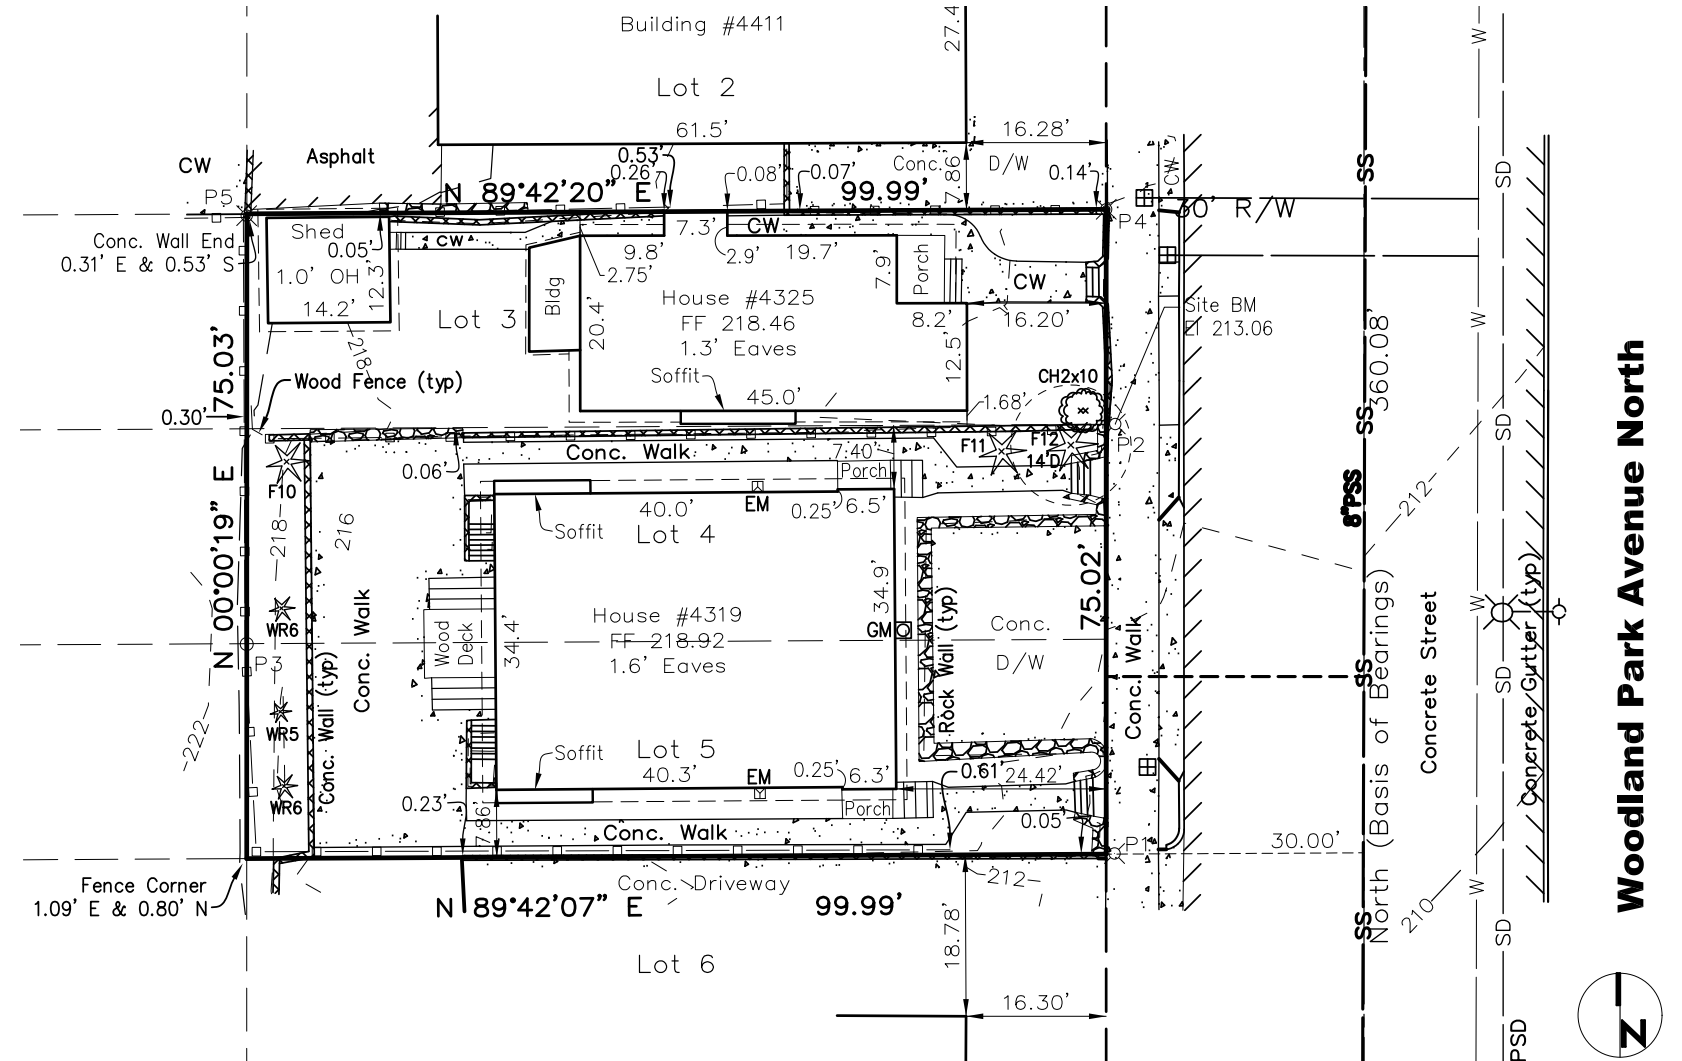 Building #4411
27.4
Lot 2
61.5'
16.28'
CW
Asphalt
0.53'
0.26'
0.08'
0.07'
Conc.
D/W
17.86
0.14'
CW
SS
SD
W
P5
N 89°42'20" E
99.99'
P4
30' R/W
Conc. Wall End
0.31' E & 0.53' S
Shed
0.05'
1.0' OH
12.3'
14.2'
CW
7.3'
CW
9.8'
2.9'
19.7'
2.75'
7.9'
Porch
CW
Bldg
20.4'
House #4325
FF 218.46
1.3' Eaves
Lot 3
8.2'
16.20'
Site BM
El 213.06
360.08'
W
218
75.03'
Wood Fence (typ)
Soffit
45.0'
12.5'
CH2x10
1.68'
0.30'
SS
SD
P2
F11
F12
14'D
Conc. Walk
7.40'
Porch
0.06'
F10
218
216
40.0'
EM
0.25'
6.5'
Soffit
Lot 4
8"PSS
212
N 00°00'19" E
75.02'
34.9'
House #4319
FF 218.92
1.6' Eaves
34.4'
Wood
Deck
GM
Rock Wall (typ)
Conc.
D/W
WR6
P3
Conc. Wall (typ)
Conc. Walk
Conc. Walk
W
SS
SD
North (Basis of Bearings)
Concrete Street
Concrete Gutter (typ)
Woodland Park Avenue North
WR5
222
Lot 5
Soffit
40.3'
EM
0.25'
6.3'
0.61'
24.42'
WR6
0.23'
7.86
Porch
0.05'
Conc. Walk
P1
30.00'
Fence Corner
1.09' E & 0.80' N
Conc. Driveway
212
N 89°42'07" E
99.99'
W
SS
SD
210
18.78'
Lot 6
16.30'
PSD
N